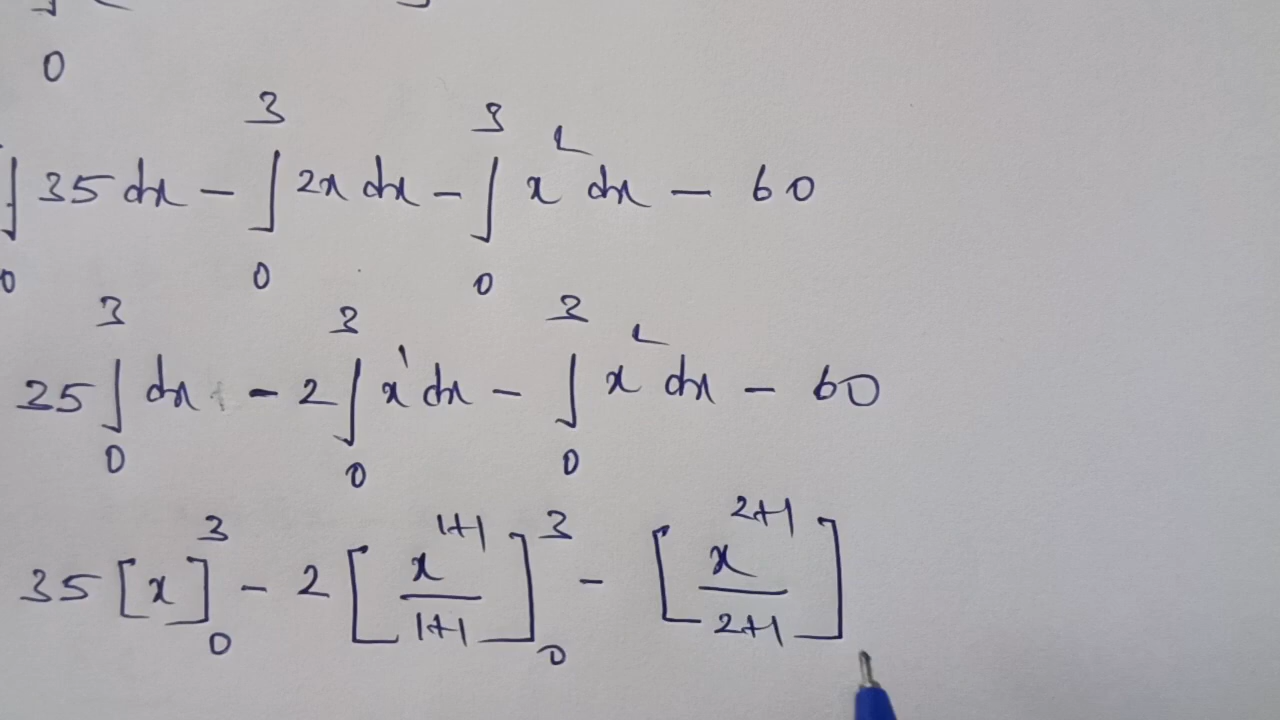 0
∫₀ 35 dx − ∫₀³ 2x dx − ∫₀³ x² dx − 60
35 ∫₀³ dx − 2 ∫₀³ x¹ dx − ∫₀³ x² dx − 60
35 [x]₀³ − 2 [x^(1+1)/(1+1)]₀³ − [x^(2+1)/(2+1)]